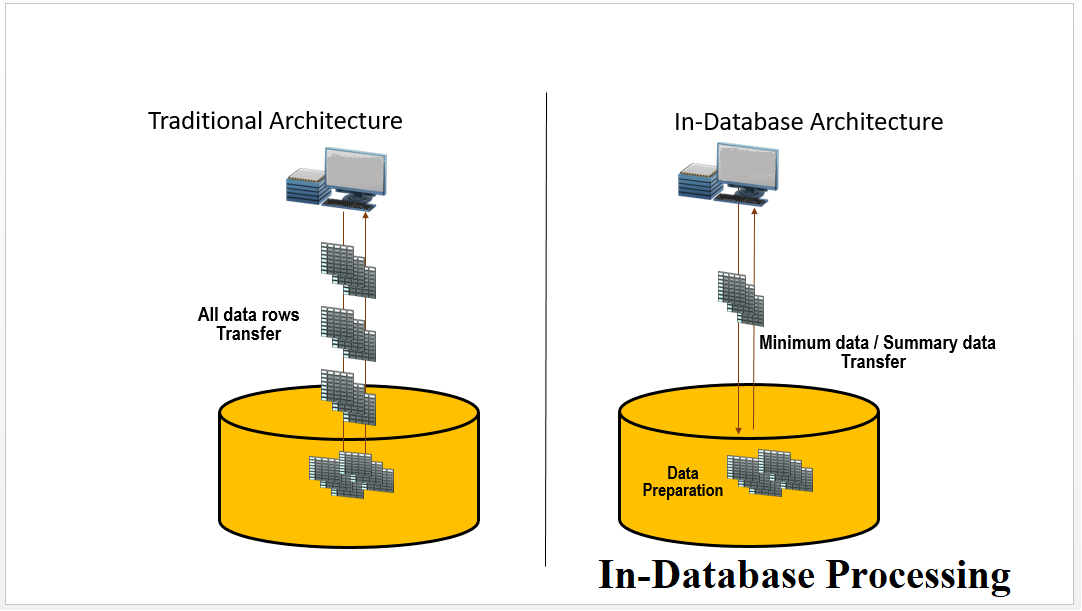 Traditional Architecture
All data rows
Transfer
In-Database Architecture
Minimum data / Summary data
Transfer
Data
Preparation
In-Database Processing